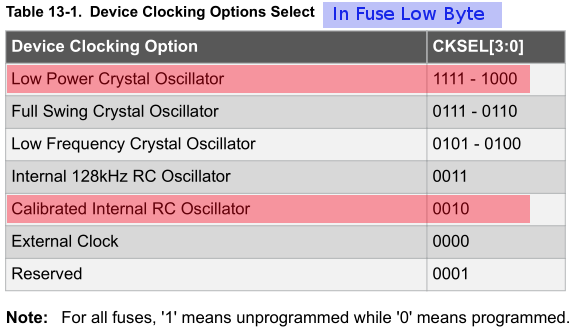 Table 13-1. Device Clocking Options Select In Fuse Low Byte
Device Clocking Option CKSEL[3:0]
Low Power Crystal Oscillator 1111 - 1000
Full Swing Crystal Oscillator 0111 - 0110
Low Frequency Crystal Oscillator 0101 - 0100
Internal 128kHz RC Oscillator 0011
Calibrated Internal RC Oscillator 0010
External Clock 0000
Reserved 0001
Note: For all fuses, '1' means unprogrammed while '0' means programmed.